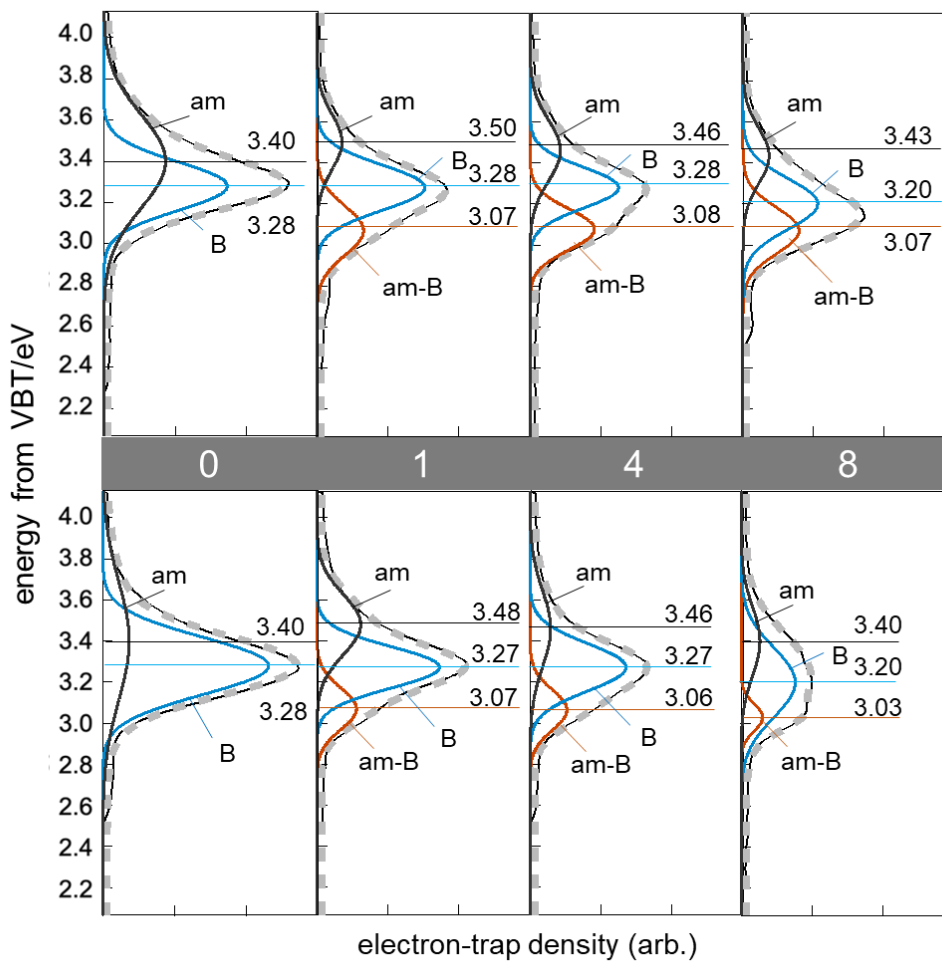 4.0
3.8
3.6
3.4
3.2
3.0
2.8
2.6
2.4
2.2
am
3.40
3.28
B
am
3.50
B
3.28
3.07
am-B
am
3.46
B
3.28
3.08
am-B
am
3.43
B
3.20
3.07
am-B
energy from VBT/eV
0 1 4 8
4.0
3.8
3.6
3.4
3.2
3.0
2.8
2.6
2.4
2.2
am
3.40
3.28
B
am
3.48
3.27
3.07
B
am-B
am
3.46
3.27
3.06
B
am-B
am
3.40
B
3.20
3.03
am-B
electron-trap density (arb.)